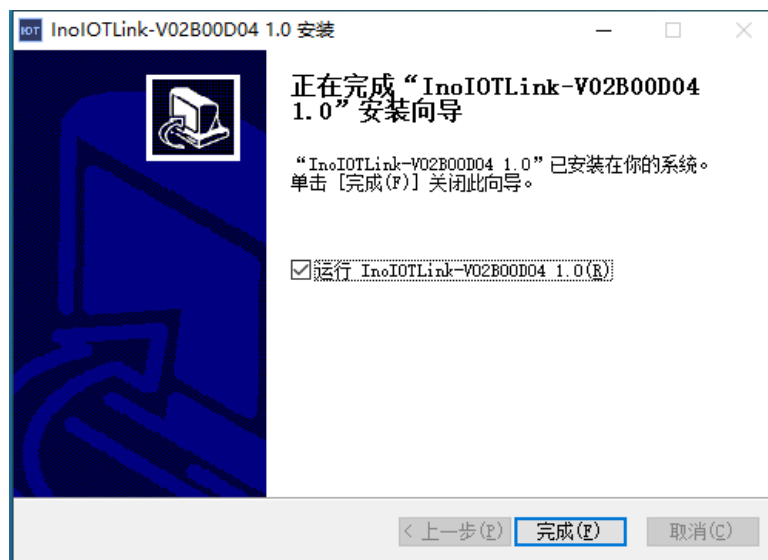 IOT InoIOTLink-V02B00D04 1.0 安装
正在完成“InoIOTLink-V02B00D04
1.0”安装向导
“InoIOTLink-V02B00D04 1.0”已安装在你的系统。
单击 [完成(F)] 关闭此向导。
运行 InoIOTLink-V02B00D04 1.0(R)
< 上一步(P) 完成(F) 取消(C)